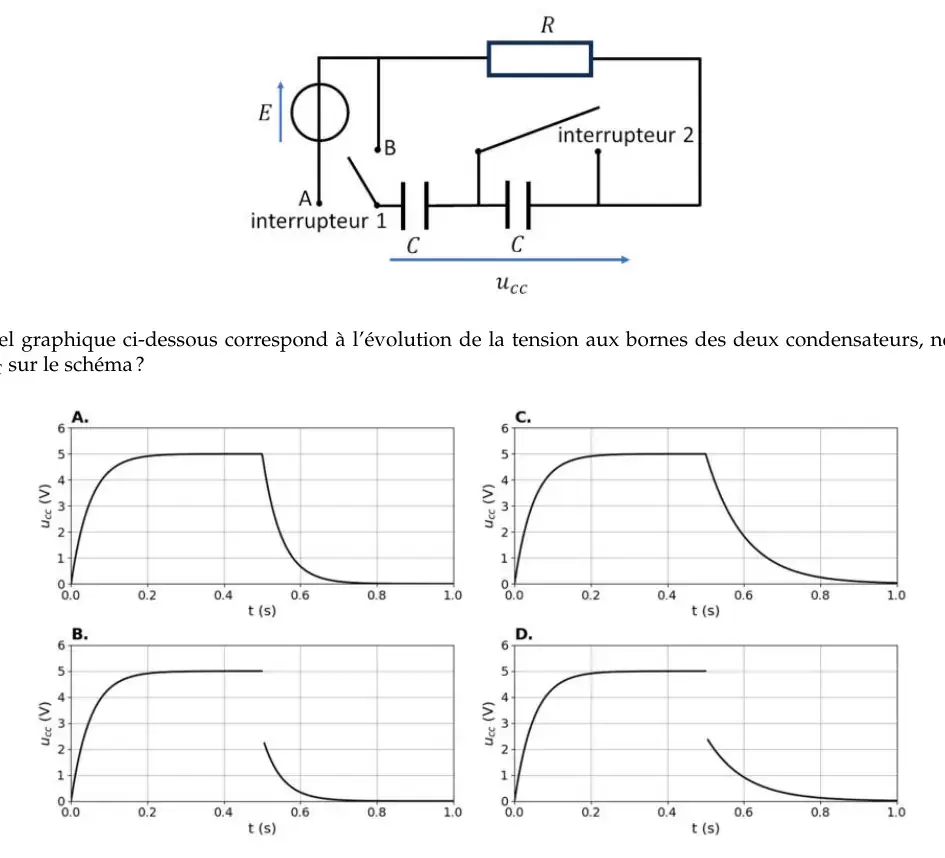 R
E
B
interrupteur 2
A
interrupteur 1
C
C
u_cc
el graphique ci-dessous correspond à l'évolution de la tension aux bornes des deux condensateurs,
sur le schéma ?
A.
6
5
4
3
2
1
0
u_cc (V)
0.0 0.2 0.4 0.6 0.8 1.0
t (s)
C.
6
5
4
3
2
1
0
u_cc (V)
0.0 0.2 0.4 0.6 0.8 1.0
t (s)
B.
6
5
4
3
2
1
0
u_cc (V)
0.0 0.2 0.4 0.6 0.8 1.0
t (s)
D.
6
5
4
3
2
1
0
u_cc (V)
0.0 0.2 0.4 0.6 0.8 1.0
t (s)